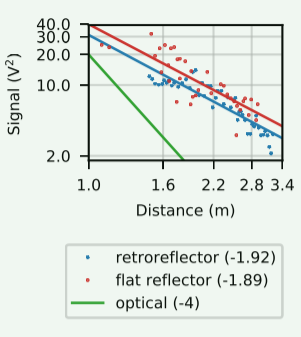 40.0
30.0
20.0
10.0
2.0
Signal (V²)
1.0 1.6 2.2 2.8 3.4
Distance (m)
retroreflector (-1.92)
flat reflector (-1.89)
optical (-4)